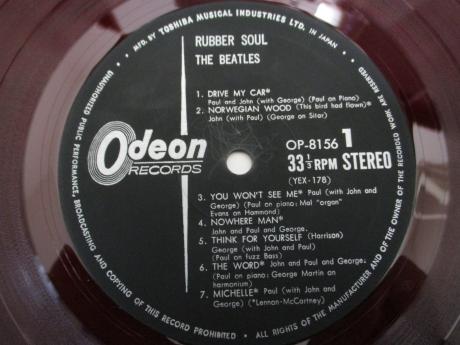 MFD. BY TOSHIBA MUSICAL INDUSTRIES LTD. IN JAPAN.
UNAUTHORIZED PUBLIC PERFORMANCE, BROADCASTING AND COPYING OF THIS RECORD PROHIBITED
ALL RIGHTS OF THE MANUFACTURER AND OF THE OWNER OF THE RECORDED WORK ARE RESERVED
RUBBER SOUL
THE BEATLES
1. DRIVE MY CAR*
Paul and John (with George) (Paul on Piano)
2. NORWEGIAN WOOD (This bird had flown)*
John (with Paul) (George on Sitar)
Odeon
RECORDS
OP-8156 1
33⅓ RPM STEREO
(YEX-178)
3. YOU WON'T SEE ME* Paul (with John and
George) (Paul on piano; Mal "organ"
Evans on Hammond)
4. NOWHERE MAN*
John and Paul and George.
5. THINK FOR YOURSELF (Harrison)
George (with John and Paul)
(Paul on fuzz Bass)
6. THE WORD* John and Paul and George.
(Paul on piano; George Martin on
harmonium)
7. MICHELLE* Paul (with John and
George) (*Lennon-McCartney)